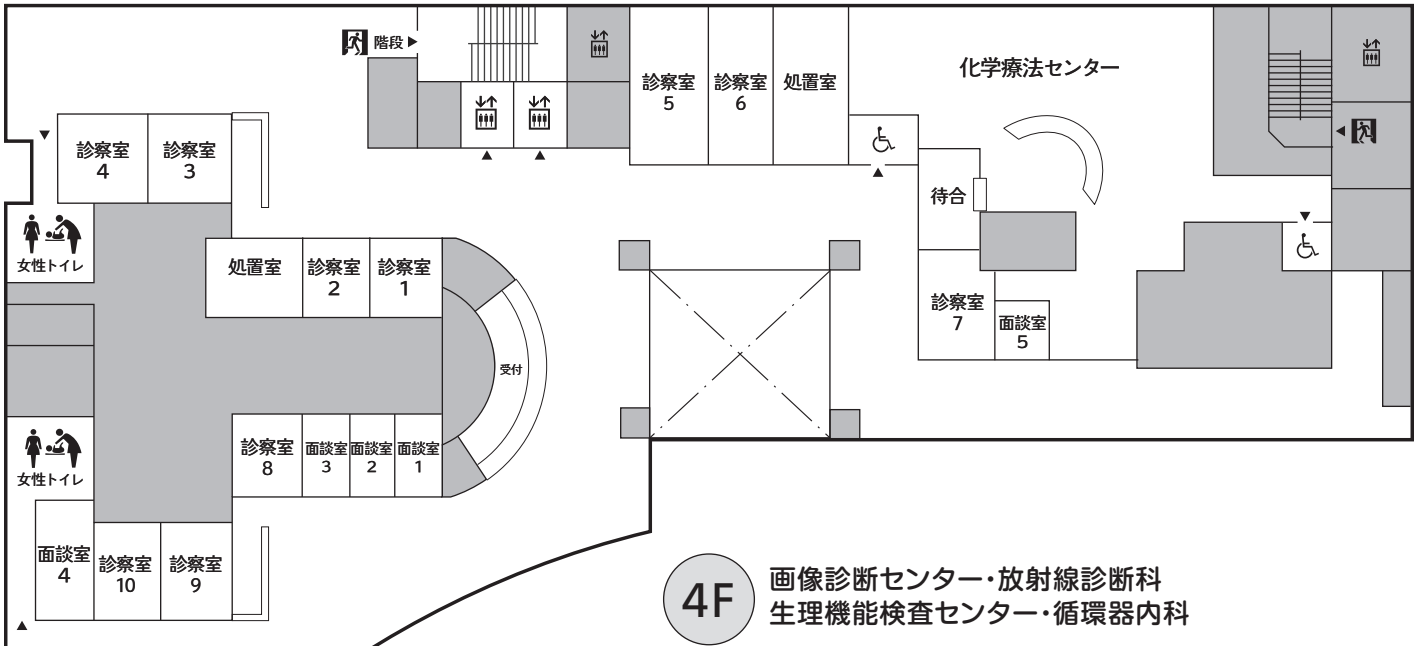 階段
診察室
5
診察室
6
処置室
化学療法センター
診察室
4
診察室
3
待合
女性トイレ
処置室
診察室
2
診察室
1
診察室
7
面談室
5
受付
診察室
8
面談室
3
面談室
2
面談室
1
女性トイレ
面談室
4
診察室
10
診察室
9
4F
画像診断センター・放射線診断科
生理機能検査センター・循環器内科